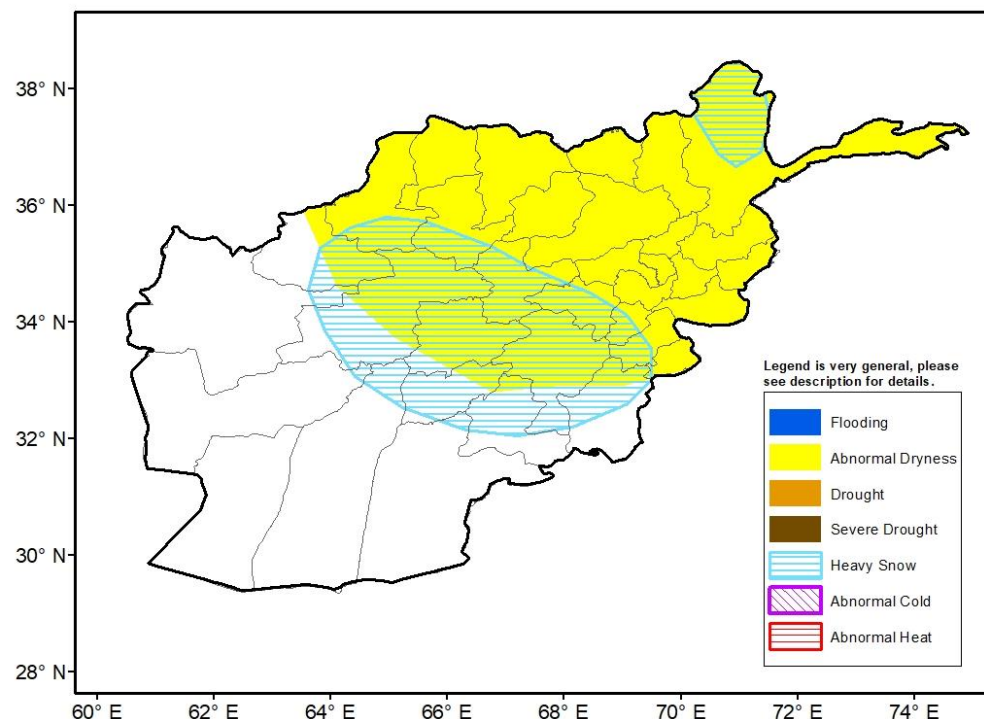 38° N
36° N
34° N
32° N
30° N
28° N
60° E
62° E
64° E
66° E
68° E
70° E
72° E
74° E
Legend is very general, please
see description for details.
Flooding
Abnormal Dryness
Drought
Severe Drought
Heavy Snow
Abnormal Cold
Abnormal Heat